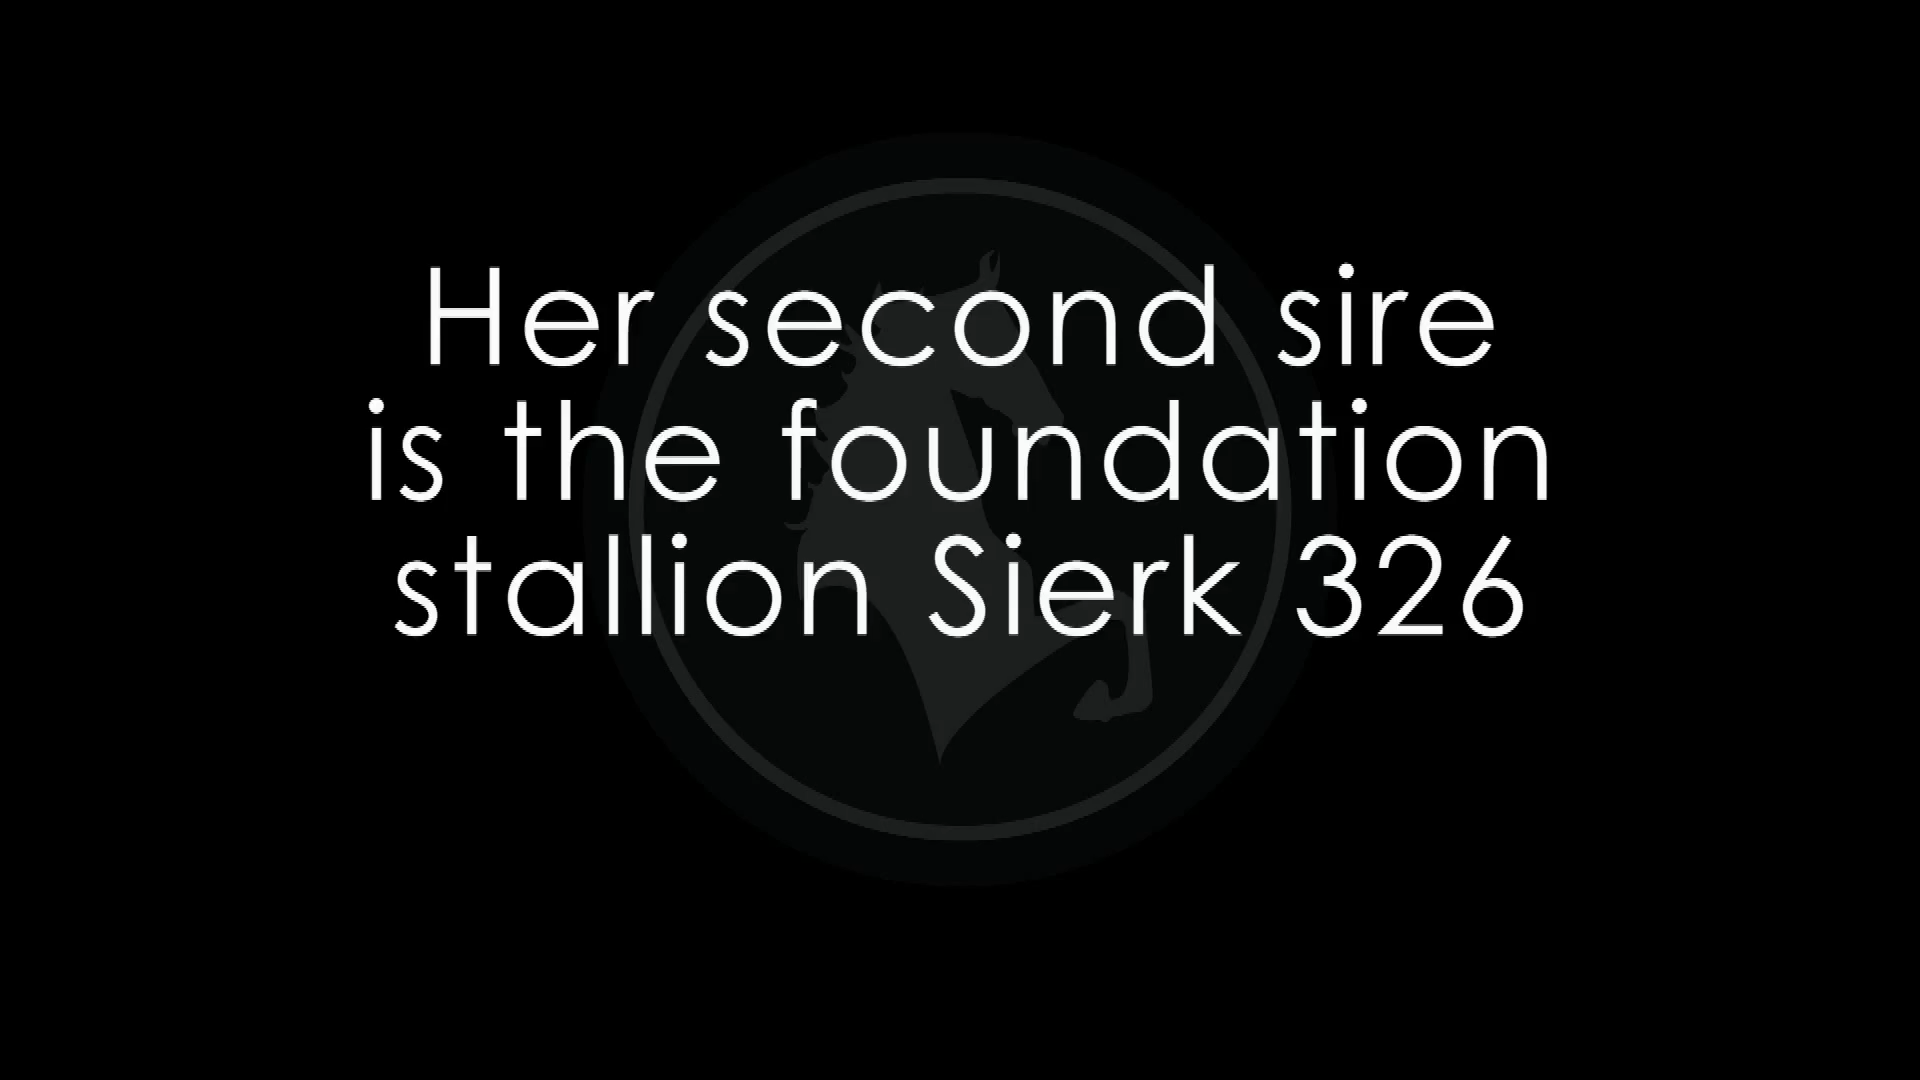 Her second sire
is the foundation
stallion Sierk 326